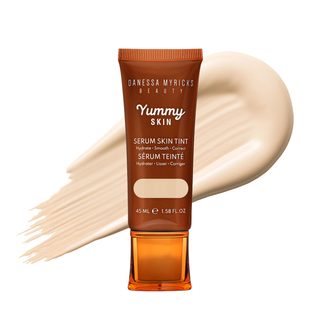 DANESSA MYRICKS
BEAUTY
Yummy
SKIN
SERUM SKIN TINT
Hydrate • Smooth • Correct
SÉRUM TEINTÉ
Hydrater • Lisser • Corriger
45 ML ℮ 1.58 FL.OZ